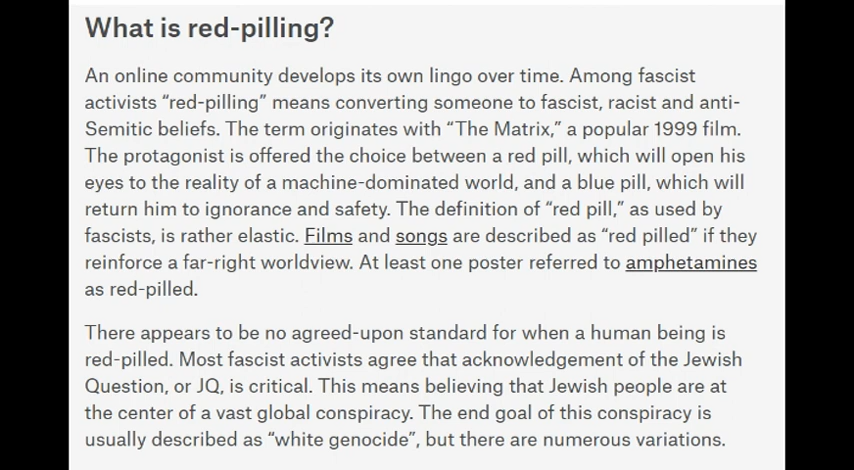 What is red-pilling?
An online community develops its own lingo over time. Among fascist
activists “red-pilling” means converting someone to fascist, racist and anti-
Semitic beliefs. The term originates with “The Matrix,” a popular 1999 film.
The protagonist is offered the choice between a red pill, which will open his
eyes to the reality of a machine-dominated world, and a blue pill, which will
return him to ignorance and safety. The definition of “red pill,” as used by
fascists, is rather elastic. Films and songs are described as “red pilled” if they
reinforce a far-right worldview. At least one poster referred to amphetamines
as red-pilled.
There appears to be no agreed-upon standard for when a human being is
red-pilled. Most fascist activists agree that acknowledgement of the Jewish
Question, or JQ, is critical. This means believing that Jewish people are at
the center of a vast global conspiracy. The end goal of this conspiracy is
usually described as “white genocide”, but there are numerous variations.